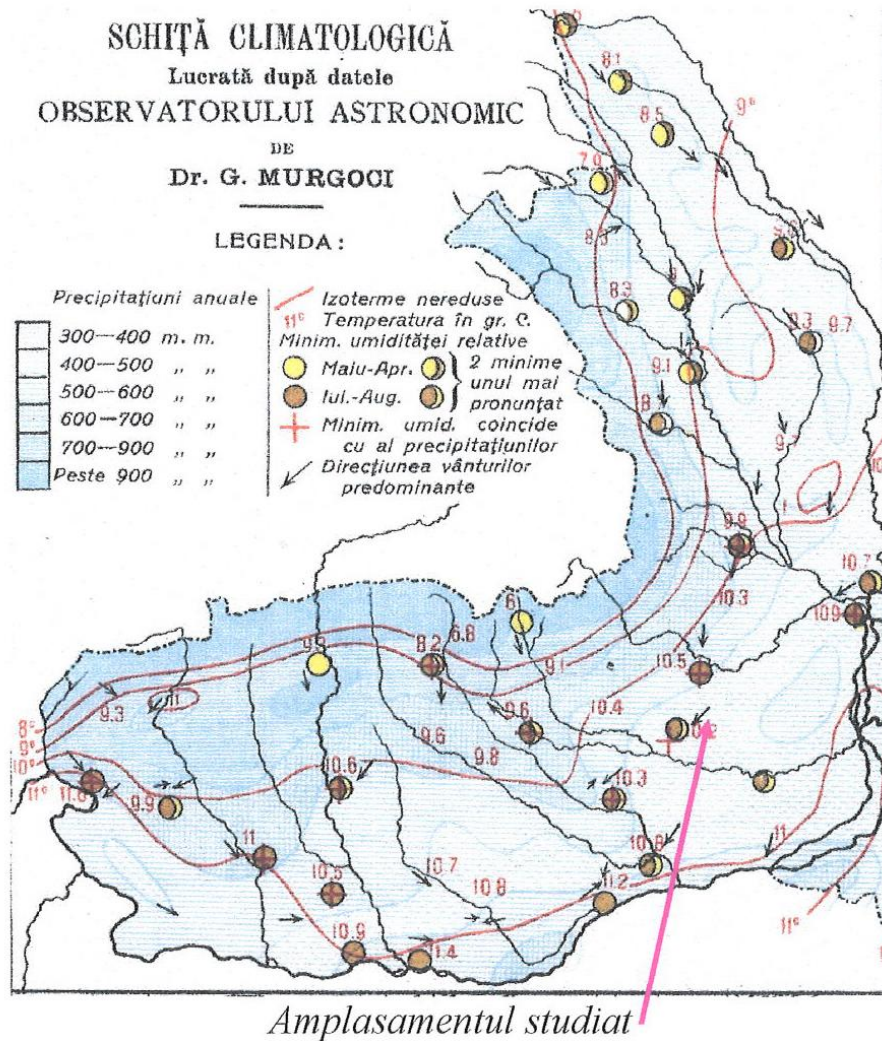 SCHIȚĂ CLIMATOLOGICĂ
Lucrată după datele
OBSERVATORULUI ASTRONOMIC
DE
Dr. G. MURGOCI
LEGENDA :
Precipitațiuni anuale
300—400 m. m.
400—500 „ „
500—600 „ „
600—700 „ „
700—900 „ „
Peste 900 „ „
Izoterme nereduse
11° Temperatura în gr. C.
Minim. umidităței relative
Maiu-Apr.
Iul.-Aug.
2 minime
unul mai
pronunțat
Minim. umid. coincide
cu al precipitațiunilor
Direcțiunea vânturilor
predominante
8.1
9°
8.5
7.9
8.3
9.3
9.7
9.1
8
9.9
10.3
10.7
10.9
6.8
8.2
9.1
10.5
9.3
11
10.4
8°
9°
10°
11°
9.6
9.6
9.8
11.6
9.9
10.6
10.3
11
10.5
10.7
10.8
10.8
11
11.2
10.9
11.4
11°
Amplasamentul studiat